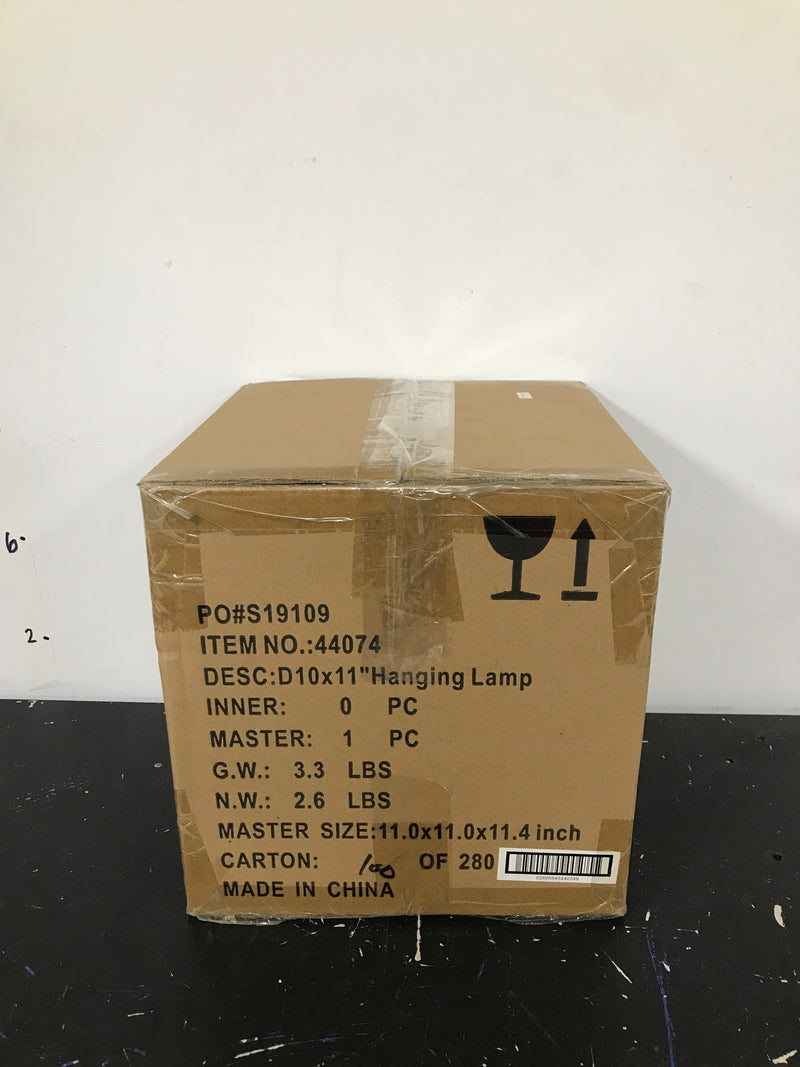 PO#S19109
ITEM NO.:44074
DESC:D10x11"Hanging Lamp
INNER: 0 PC
MASTER: 1 PC
G.W.: 3.3 LBS
N.W.: 2.6 LBS
MASTER SIZE:11.0x11.0x11.4 inch
CARTON: 100 OF 280
MADE IN CHINA
6.
2.